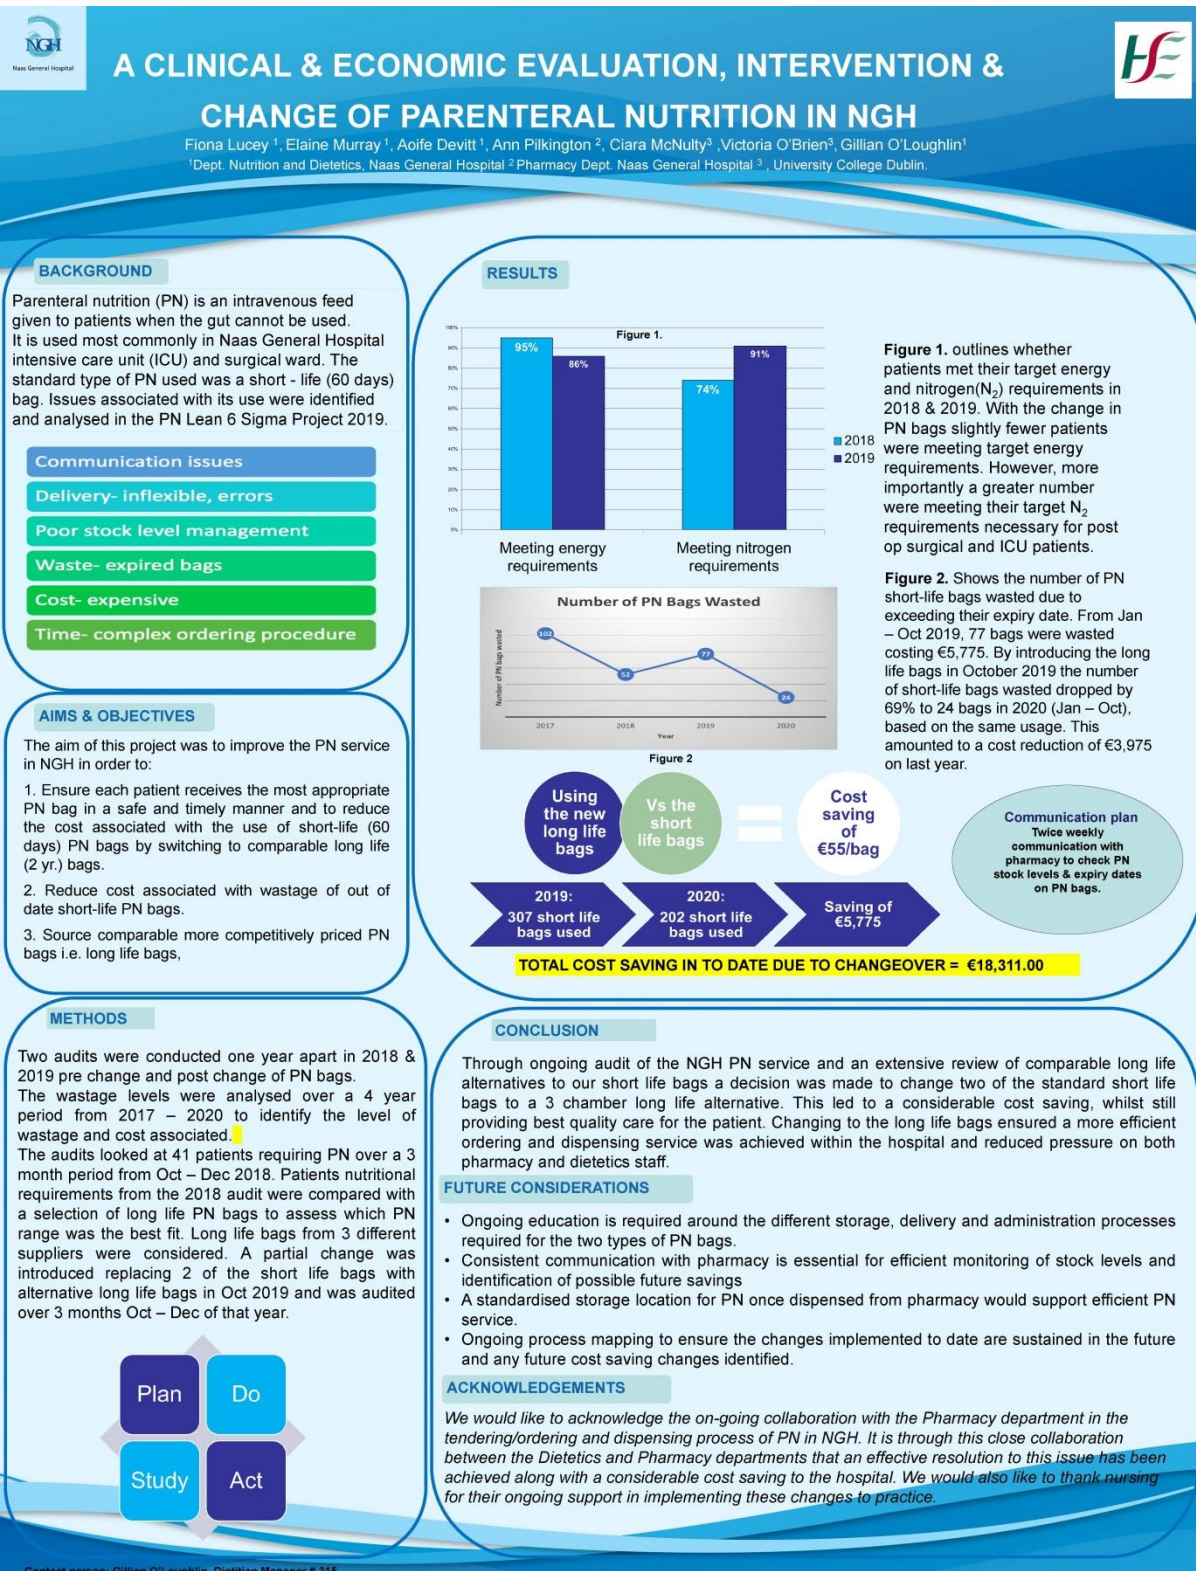 NGH
Naas General Hospital
HSE
A CLINICAL & ECONOMIC EVALUATION, INTERVENTION &
CHANGE OF PARENTERAL NUTRITION IN NGH
Fiona Lucey ¹, Elaine Murray ¹, Aoife Devitt ¹, Ann Pilkington ², Ciara McNulty³ ,Victoria O'Brien³, Gillian O'Loughlin¹
¹Dept. Nutrition and Dietetics, Naas General Hospital ² Pharmacy Dept. Naas General Hospital ³ , University College Dublin.
BACKGROUND
Parenteral nutrition (PN) is an intravenous feed
given to patients when the gut cannot be used.
It is used most commonly in Naas General Hospital
intensive care unit (ICU) and surgical ward. The
standard type of PN used was a short - life (60 days)
bag. Issues associated with its use were identified
and analysed in the PN Lean 6 Sigma Project 2019.
Communication issues
Delivery- inflexible, errors
Poor stock level management
Waste- expired bags
Cost- expensive
Time- complex ordering procedure
AIMS & OBJECTIVES
The aim of this project was to improve the PN service
in NGH in order to:
1. Ensure each patient receives the most appropriate
PN bag in a safe and timely manner and to reduce
the cost associated with the use of short-life (60
days) PN bags by switching to comparable long life
(2 yr.) bags.
2. Reduce cost associated with wastage of out of
date short-life PN bags.
3. Source comparable more competitively priced PN
bags i.e. long life bags,
METHODS
Two audits were conducted one year apart in 2018 &
2019 pre change and post change of PN bags.
The wastage levels were analysed over a 4 year
period from 2017 – 2020 to identify the level of
wastage and cost associated.
The audits looked at 41 patients requiring PN over a 3
month period from Oct – Dec 2018. Patients nutritional
requirements from the 2018 audit were compared with
a selection of long life PN bags to assess which PN
range was the best fit. Long life bags from 3 different
suppliers were considered. A partial change was
introduced replacing 2 of the short life bags with
alternative long life bags in Oct 2019 and was audited
over 3 months Oct – Dec of that year.
Plan
Do
Study
Act
Contact person: Gillian O'Loughlin, Dietitian Manager # 315
RESULTS
Figure 1.
100%
90%
80%
70%
60%
50%
40%
30%
20%
10%
0%
95%
86%
74%
91%
2018
2019
Meeting energy
requirements
Meeting nitrogen
requirements
Figure 1. outlines whether
patients met their target energy
and nitrogen(N₂) requirements in
2018 & 2019. With the change in
PN bags slightly fewer patients
were meeting target energy
requirements. However, more
importantly a greater number
were meeting their target N₂
requirements necessary for post
op surgical and ICU patients.
Number of PN Bags Wasted
Number of PN bags wasted
102
52
77
24
2017
2018
2019
2020
Year
Figure 2
Figure 2. Shows the number of PN
short-life bags wasted due to
exceeding their expiry date. From Jan
– Oct 2019, 77 bags were wasted
costing €5,775. By introducing the long
life bags in October 2019 the number
of short-life bags wasted dropped by
69% to 24 bags in 2020 (Jan – Oct),
based on the same usage. This
amounted to a cost reduction of €3,975
on last year.
Using
the new
long life
bags
Vs the
short
life bags
Cost
saving
of
€55/bag
2019:
307 short life
bags used
2020:
202 short life
bags used
Saving of
€5,775
Communication plan
Twice weekly
communication with
pharmacy to check PN
stock levels & expiry dates
on PN bags.
TOTAL COST SAVING IN TO DATE DUE TO CHANGEOVER = €18,311.00
CONCLUSION
Through ongoing audit of the NGH PN service and an extensive review of comparable long life
alternatives to our short life bags a decision was made to change two of the standard short life
bags to a 3 chamber long life alternative. This led to a considerable cost saving, whilst still
providing best quality care for the patient. Changing to the long life bags ensured a more efficient
ordering and dispensing service was achieved within the hospital and reduced pressure on both
pharmacy and dietetics staff.
FUTURE CONSIDERATIONS
• Ongoing education is required around the different storage, delivery and administration processes
required for the two types of PN bags.
• Consistent communication with pharmacy is essential for efficient monitoring of stock levels and
identification of possible future savings
• A standardised storage location for PN once dispensed from pharmacy would support efficient PN
service.
• Ongoing process mapping to ensure the changes implemented to date are sustained in the future
and any future cost saving changes identified.
ACKNOWLEDGEMENTS
We would like to acknowledge the on-going collaboration with the Pharmacy department in the
tendering/ordering and dispensing process of PN in NGH. It is through this close collaboration
between the Dietetics and Pharmacy departments that an effective resolution to this issue has been
achieved along with a considerable cost saving to the hospital. We would also like to thank nursing
for their ongoing support in implementing these changes to practice.